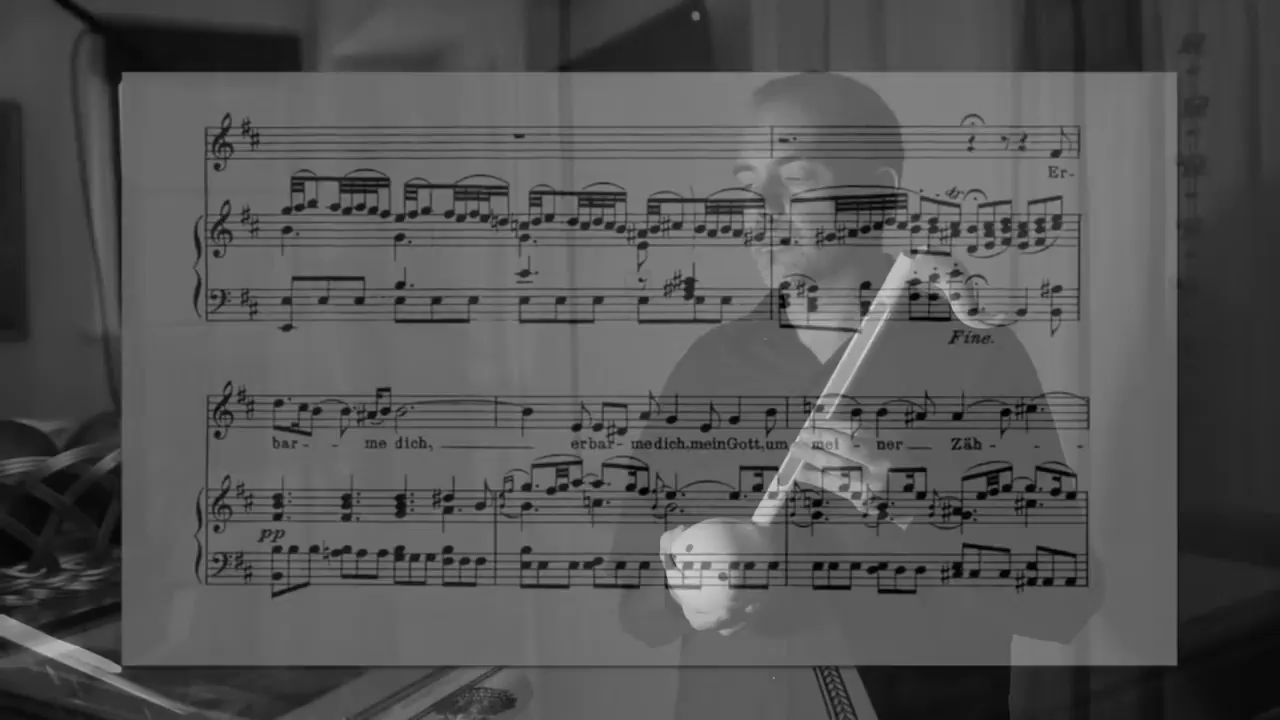 Er-
Fine.
bar - - me dich, erbar- me dich, mein Gott, um mei - ner Zäh - - -
pp